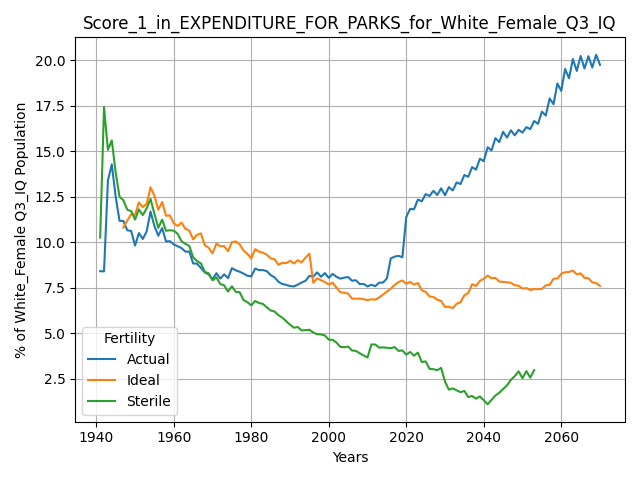 Score_1_in_EXPENDITURE_FOR_PARKS_for_White_Female_Q3_IQ
% of White_Female Q3_IQ Population
20.0
17.5
15.0
12.5
10.0
7.5
5.0
2.5
Fertility
Actual
Ideal
Sterile
1940 1960 1980 2000 2020 2040 2060
Years